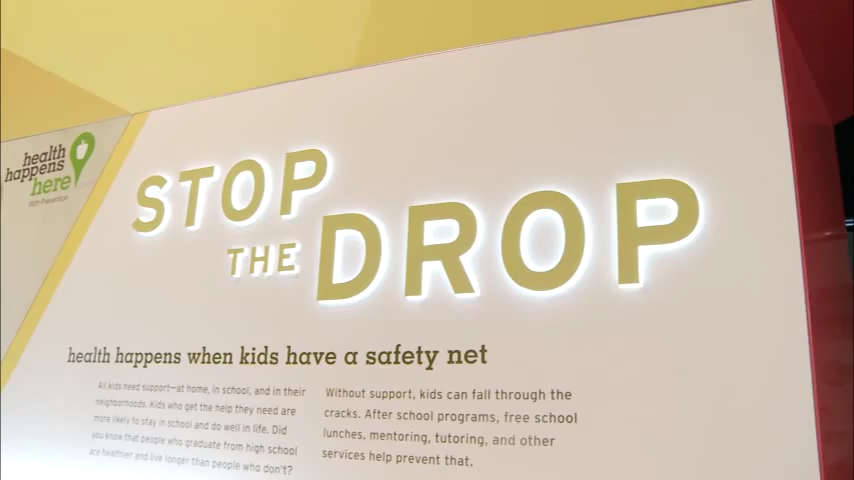 health
happens
here
With Prevention
STOP
THE
DROP
health happens when kids have a safety net
All kids need support—at home, in school, and in their
neighborhoods. Kids who get the help they need are
more likely to stay in school and do well in life. Did
you know that people who graduate from high school
are healthier and live longer than people who don't?
Without support, kids can fall through the
cracks. After school programs, free school
lunches, mentoring, tutoring, and other
services help prevent that.